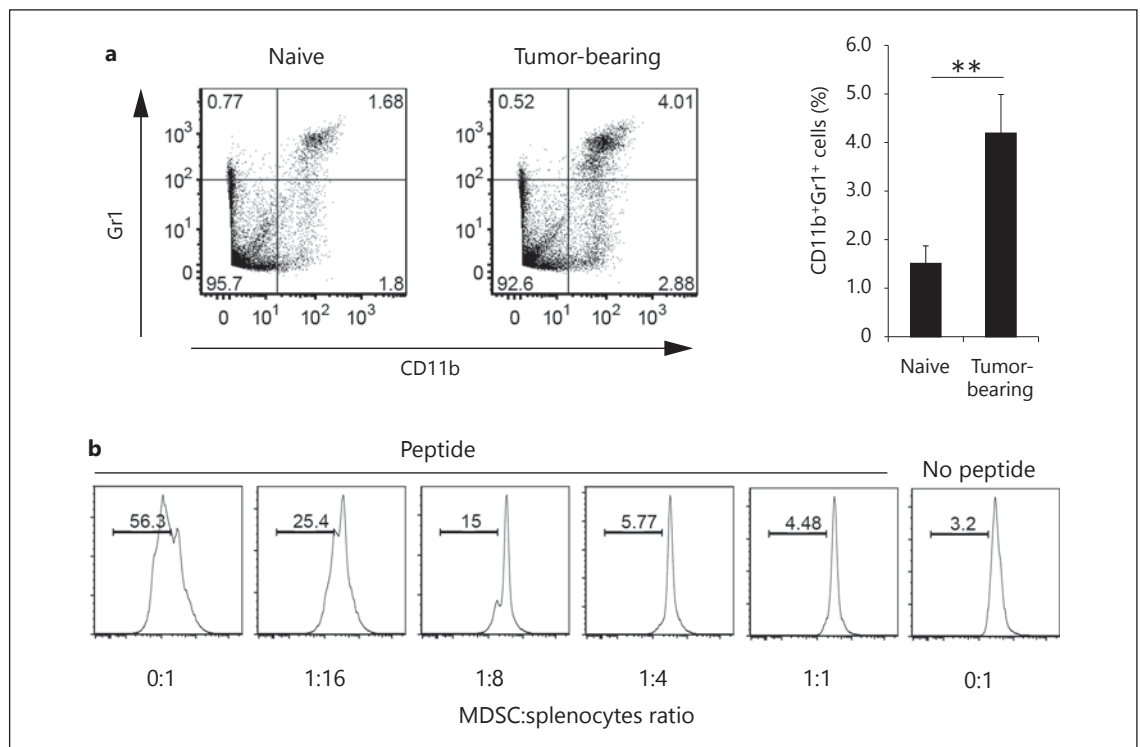 a
Naive
Tumor-bearing
0.77 1.68
95.7 1.8
10³
10²
10¹
0
0 10¹ 10² 10³
0.52 4.01
92.6 2.88
0 10¹ 10² 10³
Gr1
CD11b
CD11b⁺Gr1⁺ cells (%)
6.0
5.0
4.0
3.0
2.0
1.0
0
**
Naive Tumor-
bearing
b
Peptide
No peptide
56.3 25.4 15 5.77 4.48 3.2
0:1 1:16 1:8 1:4 1:1 0:1
MDSC:splenocytes ratio